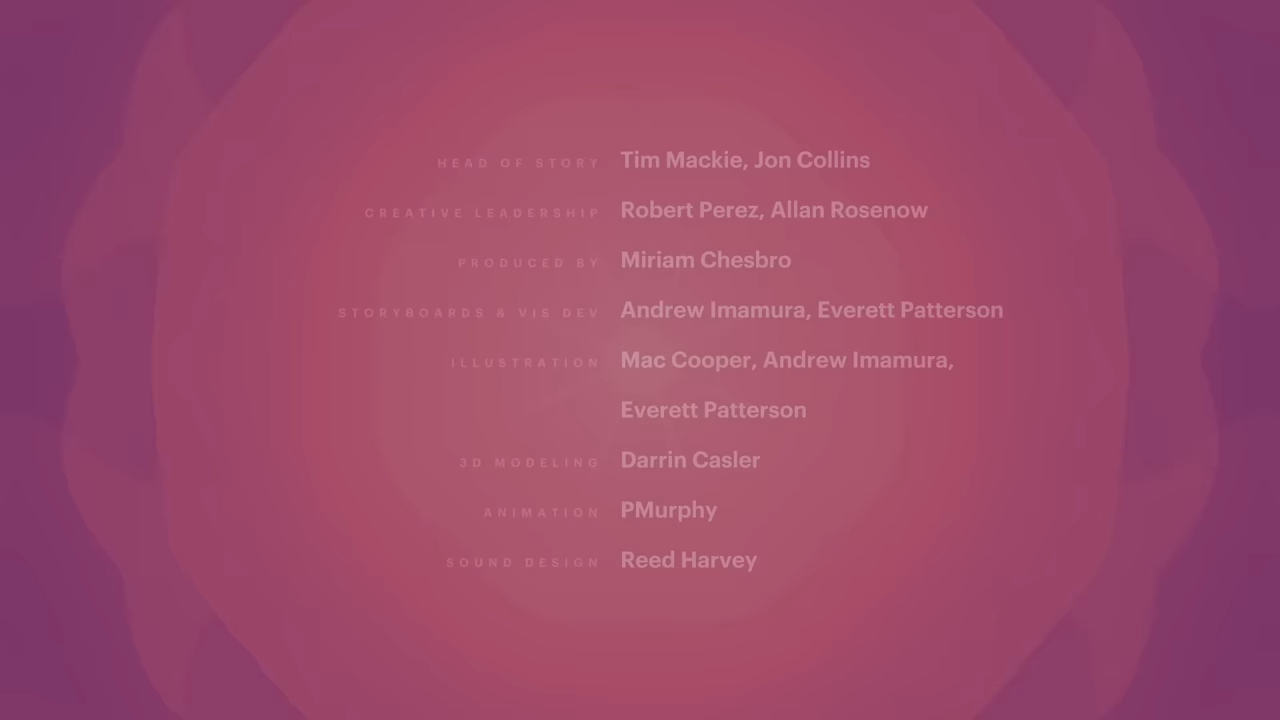 HEAD OF STORY Tim Mackie, Jon Collins
CREATIVE LEADERSHIP Robert Perez, Allan Rosenow
PRODUCED BY Miriam Chesbro
STORYBOARDS & VIS DEV Andrew Imamura, Everett Patterson
ILLUSTRATION Mac Cooper, Andrew Imamura,
Everett Patterson
3D MODELING Darrin Casler
ANIMATION PMurphy
SOUND DESIGN Reed Harvey